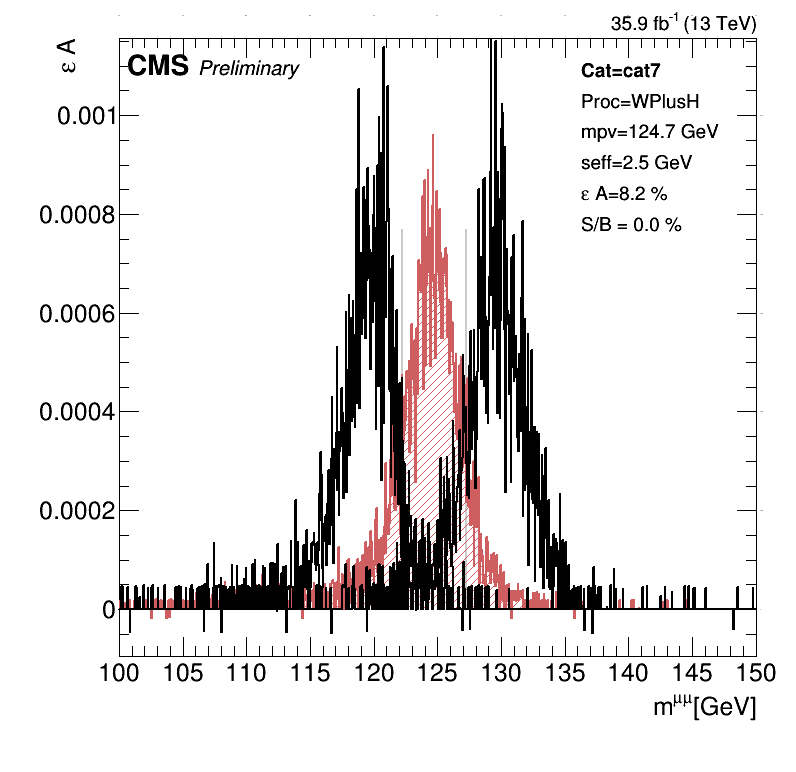 35.9 fb⁻¹ (13 TeV)
ε A
CMS Preliminary
Cat=cat7
Proc=WPlusH
mpv=124.7 GeV
seff=2.5 GeV
ε A=8.2 %
S/B = 0.0 %
0.001
0.0008
0.0006
0.0004
0.0002
0
100 105 110 115 120 125 130 135 140 145 150
m^μμ[GeV]